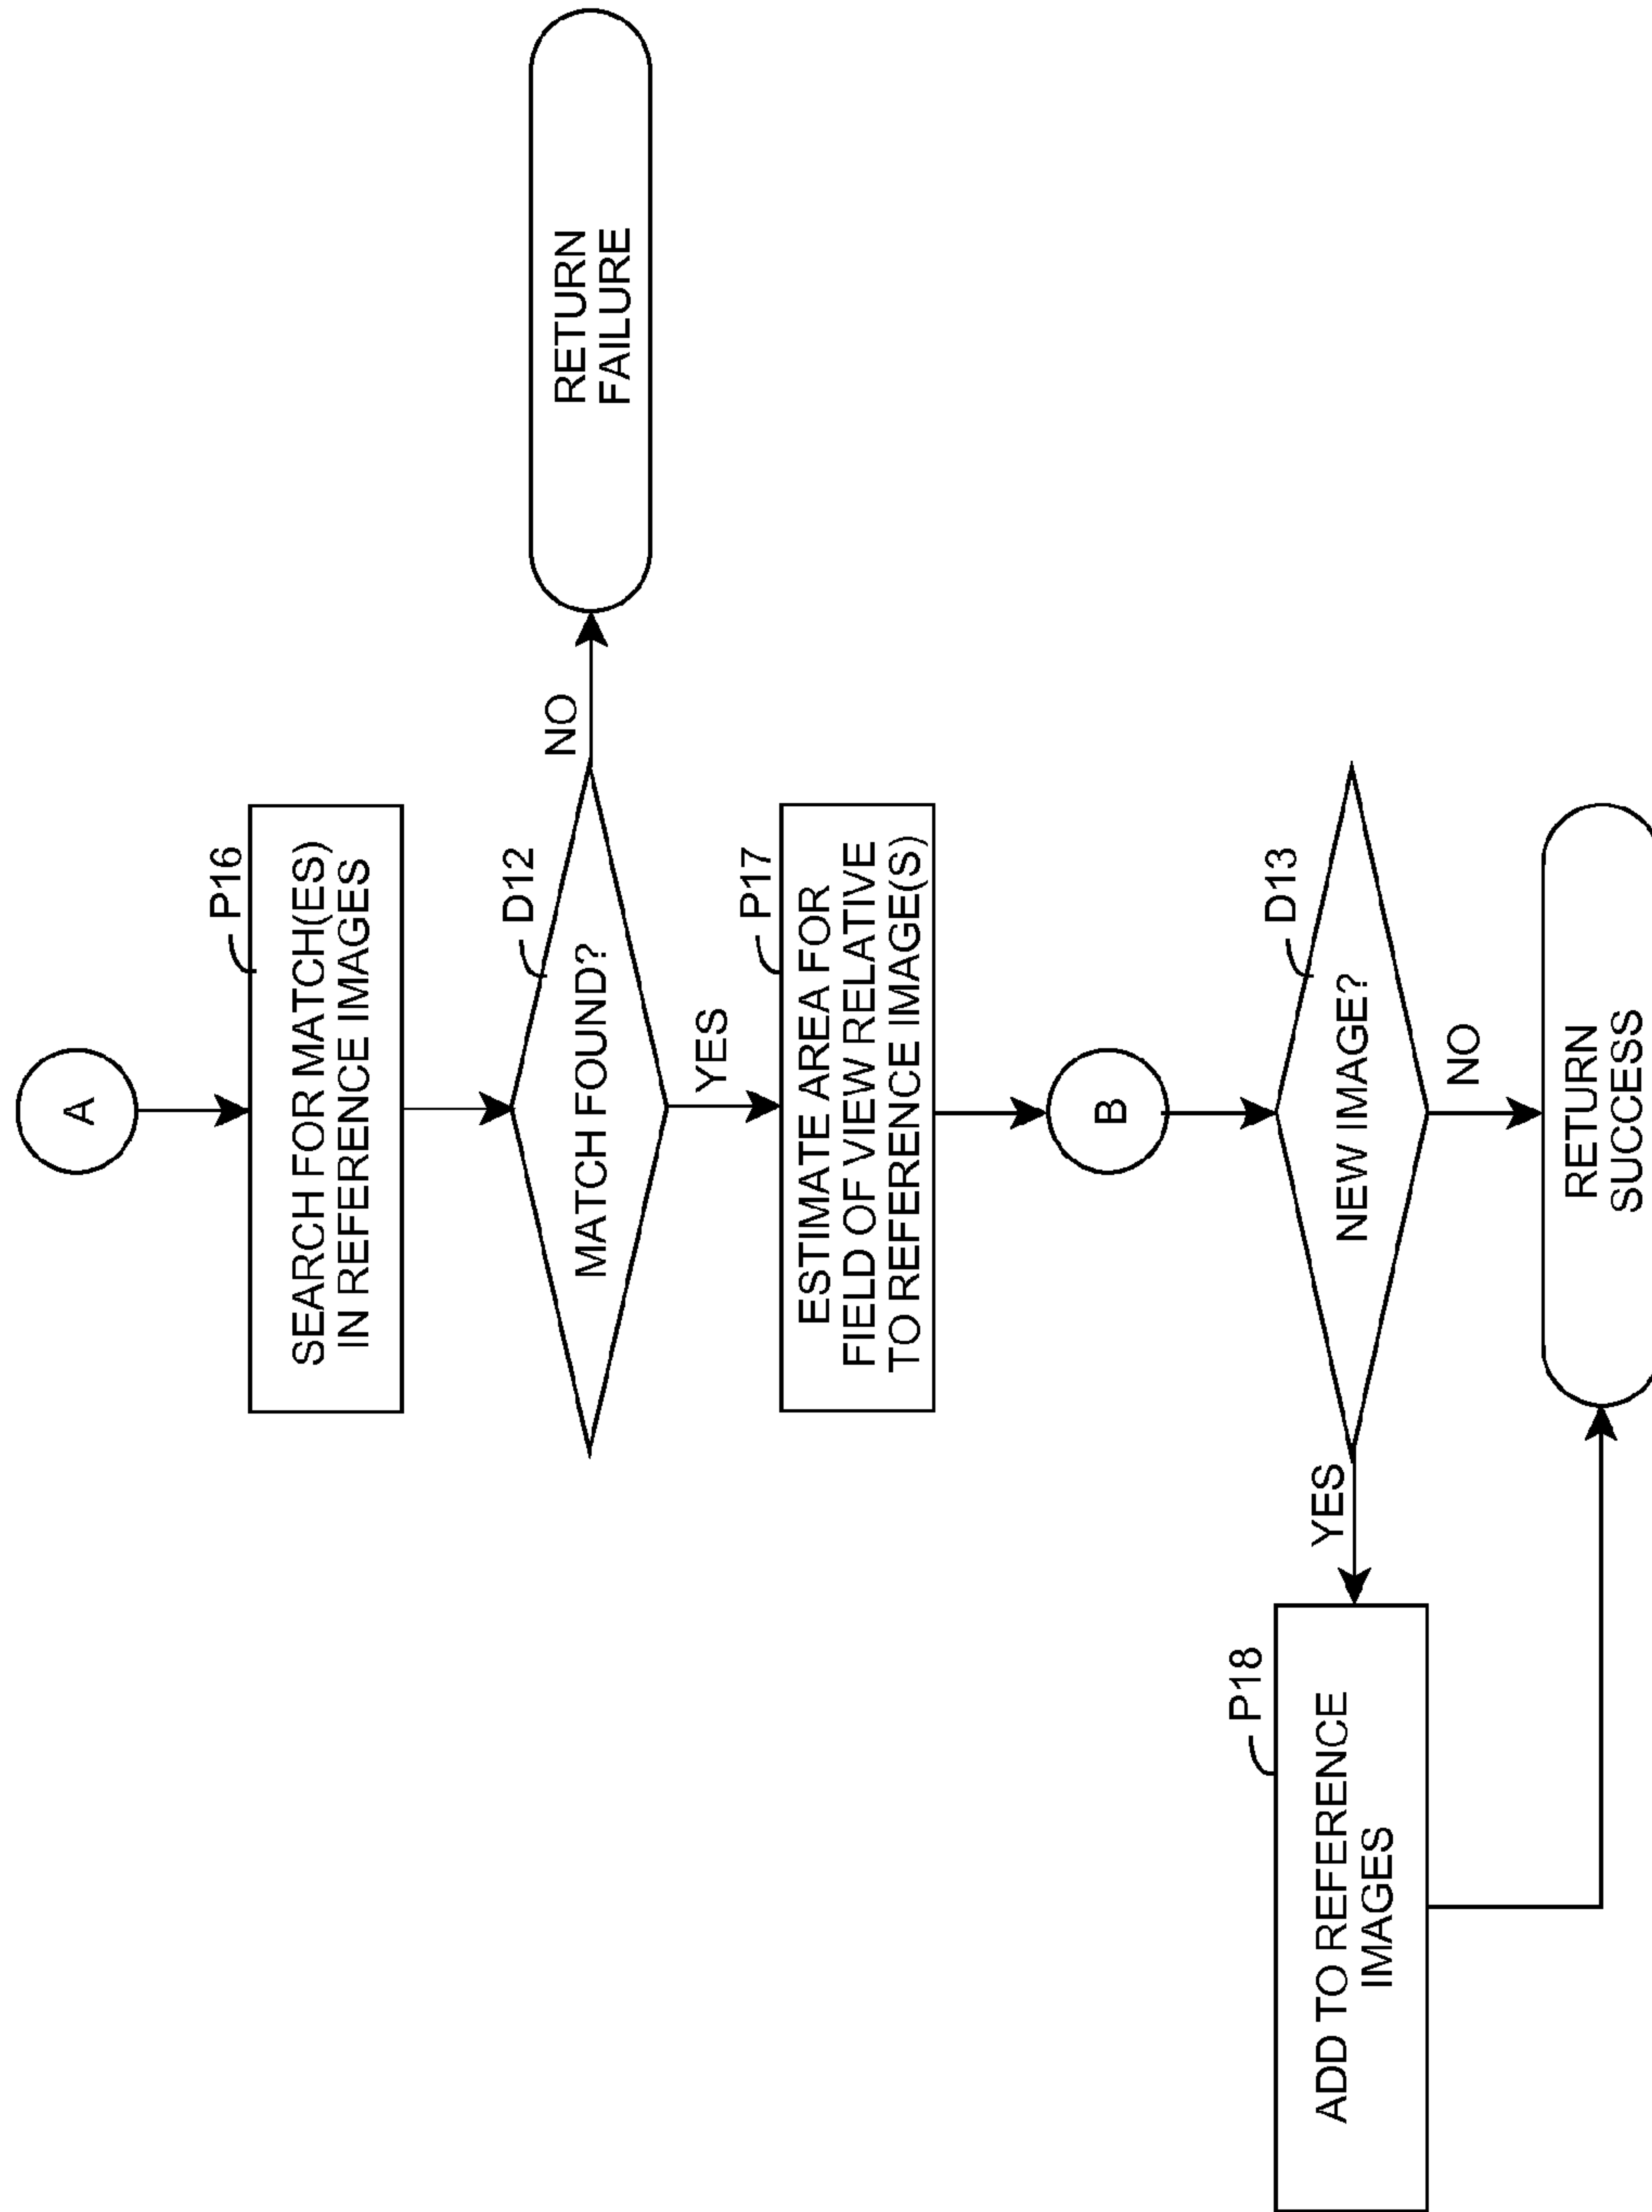 A
P16
SEARCH FOR MATCH(ES)
IN REFERENCE IMAGES
D12
MATCH FOUND?
NO
RETURN
FAILURE
YES
P17
ESTIMATE AREA FOR
FIELD OF VIEW RELATIVE
TO REFERENCE IMAGE(S)
B
D13
NEW IMAGE?
YES
NO
P18
ADD TO REFERENCE
IMAGES
RETURN
SUCCESS